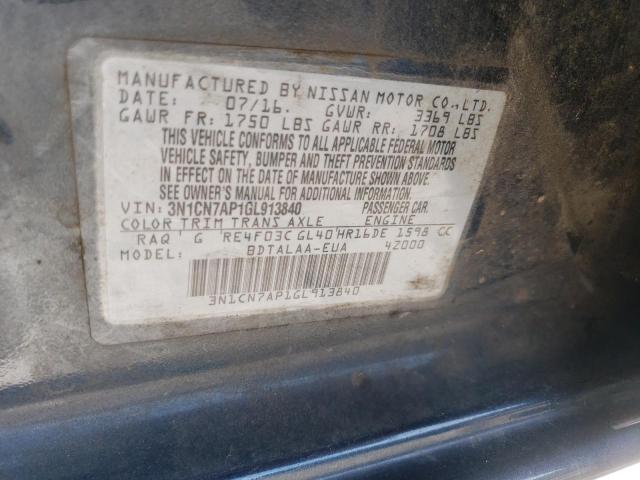 MANUFACTURED BY NISSAN MOTOR CO.,LTD.
DATE: 07/16. GVWR: 3369 LBS
GAWR FR: 1750 LBS GAWR RR: 1708 LBS
THIS VEHICLE CONFORMS TO ALL APPLICABLE FEDERAL MOTOR
VEHICLE SAFETY, BUMPER AND THEFT PREVENTION STANDARDS
IN EFFECT ON THE DATE OF MANUFACTURE SHOWN ABOVE.
SEE OWNER'S MANUAL FOR ADDITIONAL INFORMATION.
VIN: 3N1CN7AP1GL913840 PASSENGER CAR.
COLOR TRIM TRANS AXLE ENGINE
RAQ G RE4F03C GL40 HR16DE 1598 CC
MODEL: BDTALAA-EUA 42000
3N1CN7AP1GL913840